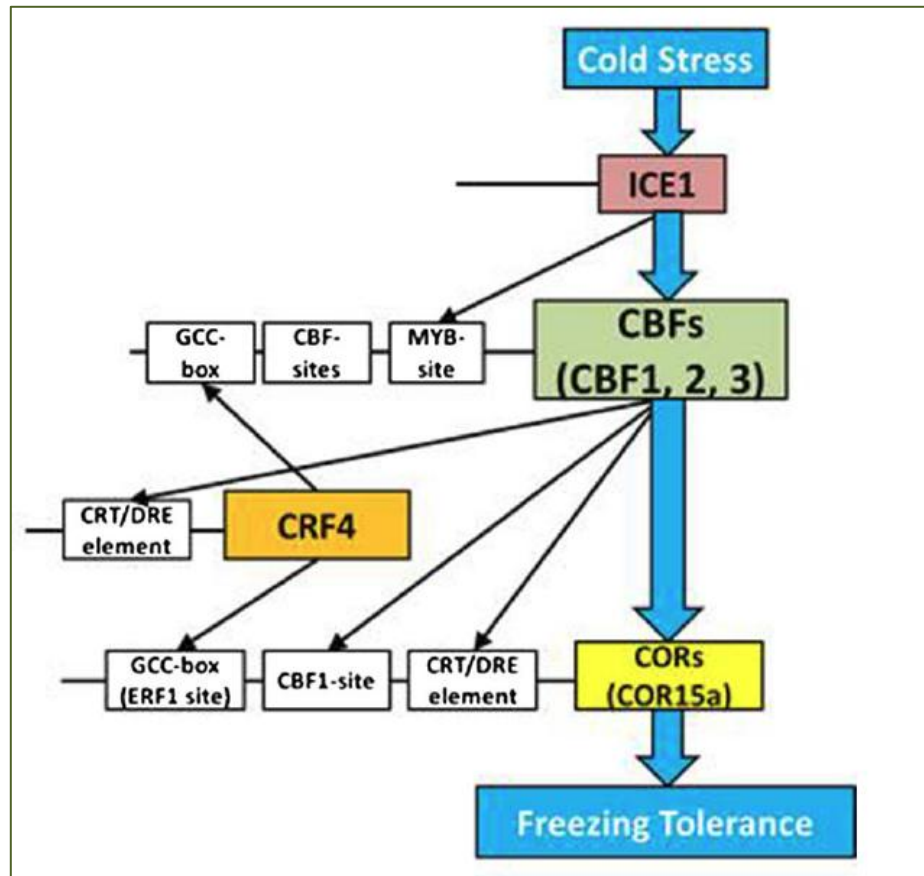 Cold Stress
ICE1
CBFs
(CBF1, 2, 3)
GCC-
box
CBF-
sites
MYB-
site
CRT/DRE
element
CRF4
GCC-box
(ERF1 site)
CBF1-site
CRT/DRE
element
CORs
(COR15a)
Freezing Tolerance